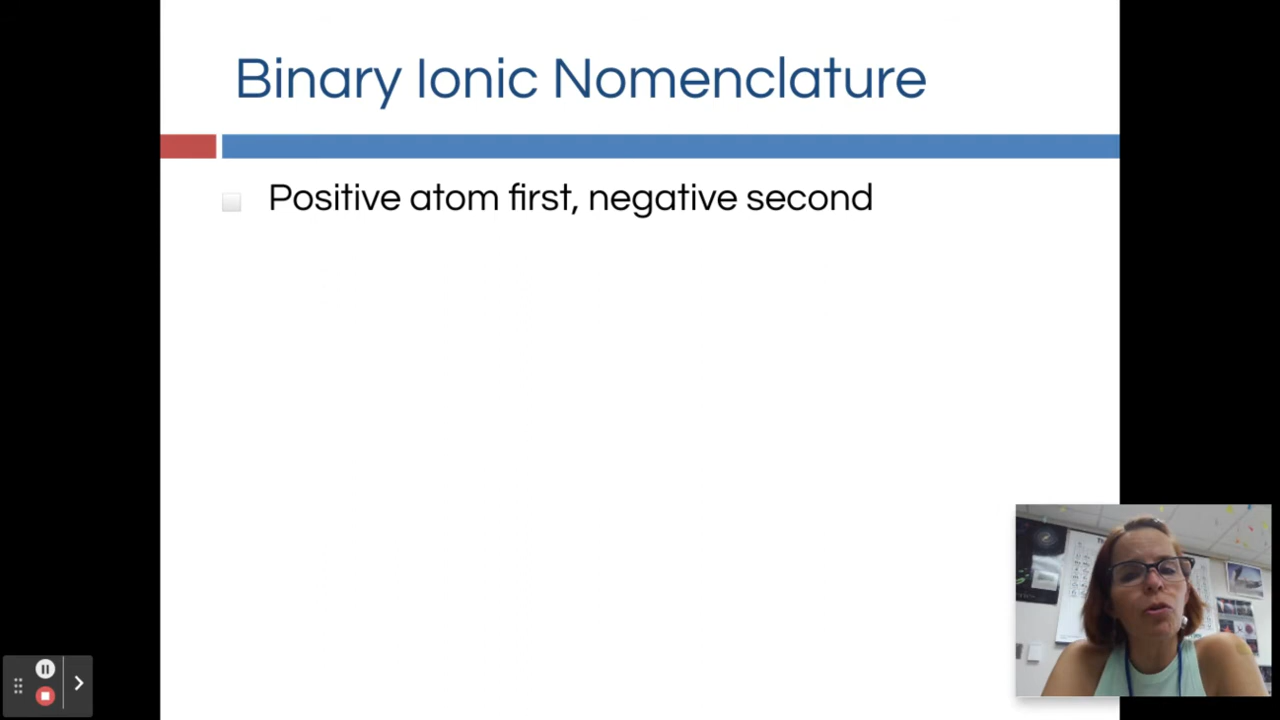 Binary Ionic Nomenclature
Positive atom first, negative second